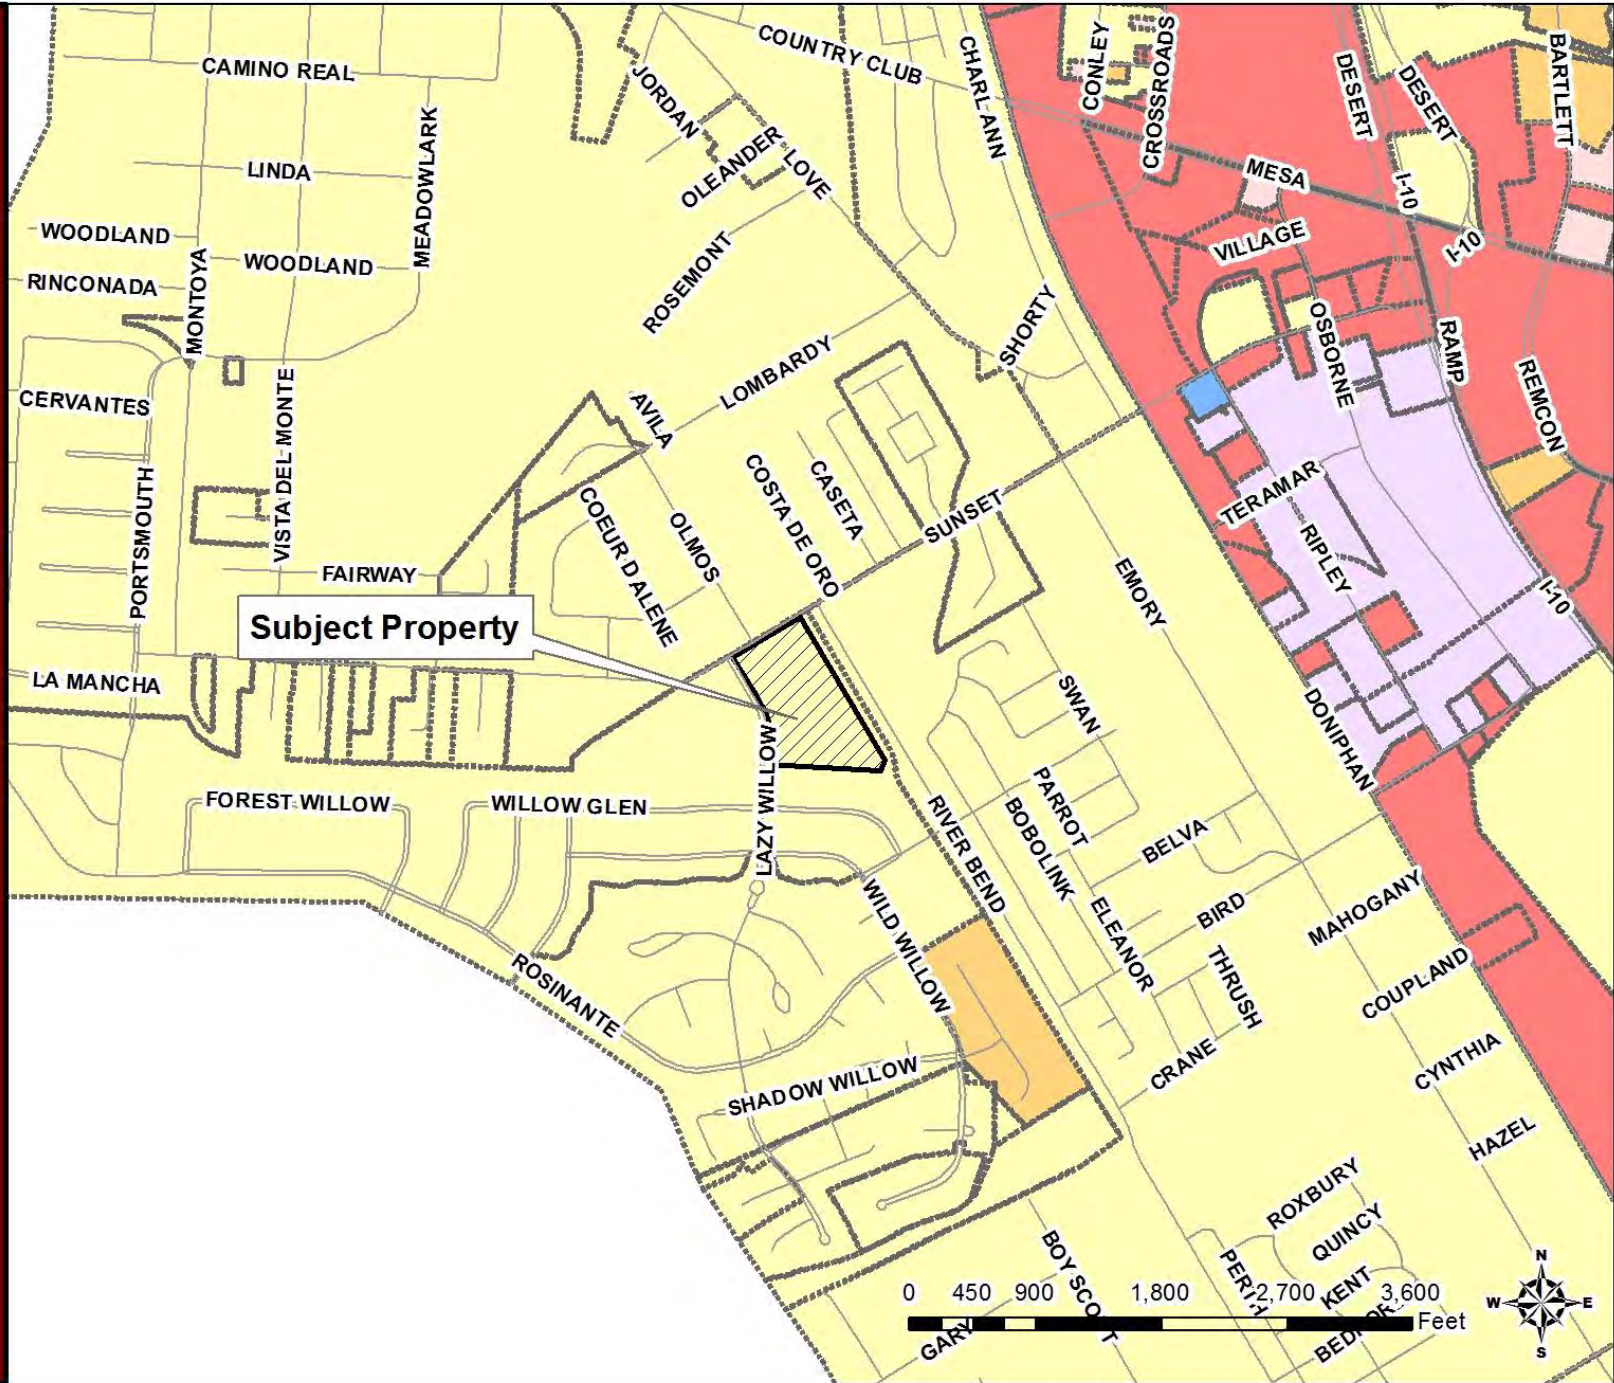 COUNTRY CLUB
CHARL ANN
CONLEY
CROSSROADS
DESERT
DESERT
BARTLETT
CAMINO REAL
JORDAN
MEADOWLARK
OLEANDER
LOVE
LINDA
MESA
I-10
WOODLAND
WOODLAND
MONTOYA
VILLAGE
I-10
RINCONADA
ROSEMONT
SHORTY
OSBORNE
RAMP
REMCON
CERVANTES
AVILA
LOMBARDY
VISTA DEL MONTE
PORTSMOUTH
COEUR D ALENE
OLMOS
COSTA DE ORO
CASETA
SUNSET
TERAMAR
RIPLEY
FAIRWAY
EMORY
I-10
Subject Property
LA MANCHA
SWAN
DONIPHAN
LAZY WILLOW
FOREST WILLOW
WILLOW GLEN
RIVER BEND
PARROT
BOBOLINK
BELVA
WILD WILLOW
ELEANOR
BIRD
MAHOGANY
ROSINANTE
THRUSH
COUPLAND
CRANE
CYNTHIA
SHADOW WILLOW
HAZEL
ROXBURY
QUINCY
BOY SCOUT
PERTH
KENT
BEDFORD
GARY
0 450 900 1,800 2,700 3,600
Feet
N
W E
S